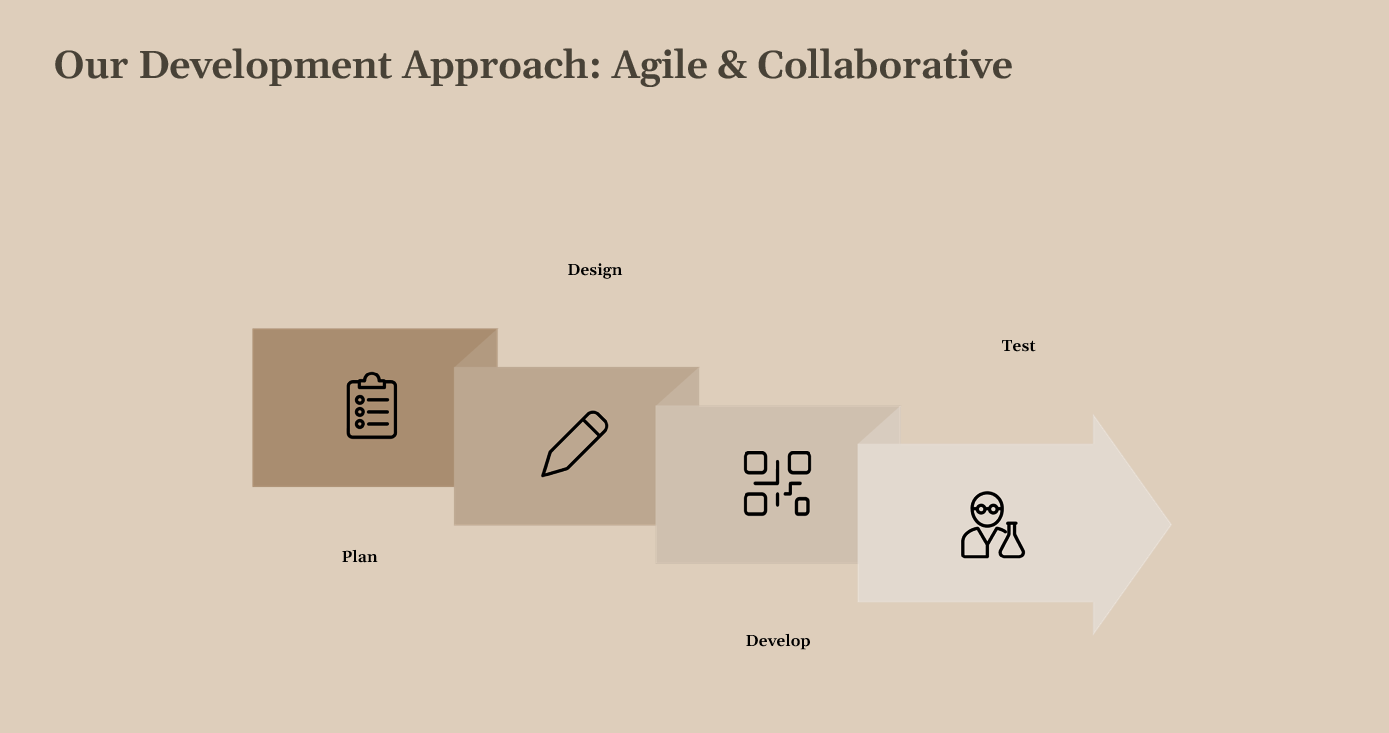 Our Development Approach: Agile & Collaborative
Plan
Design
Develop
Test